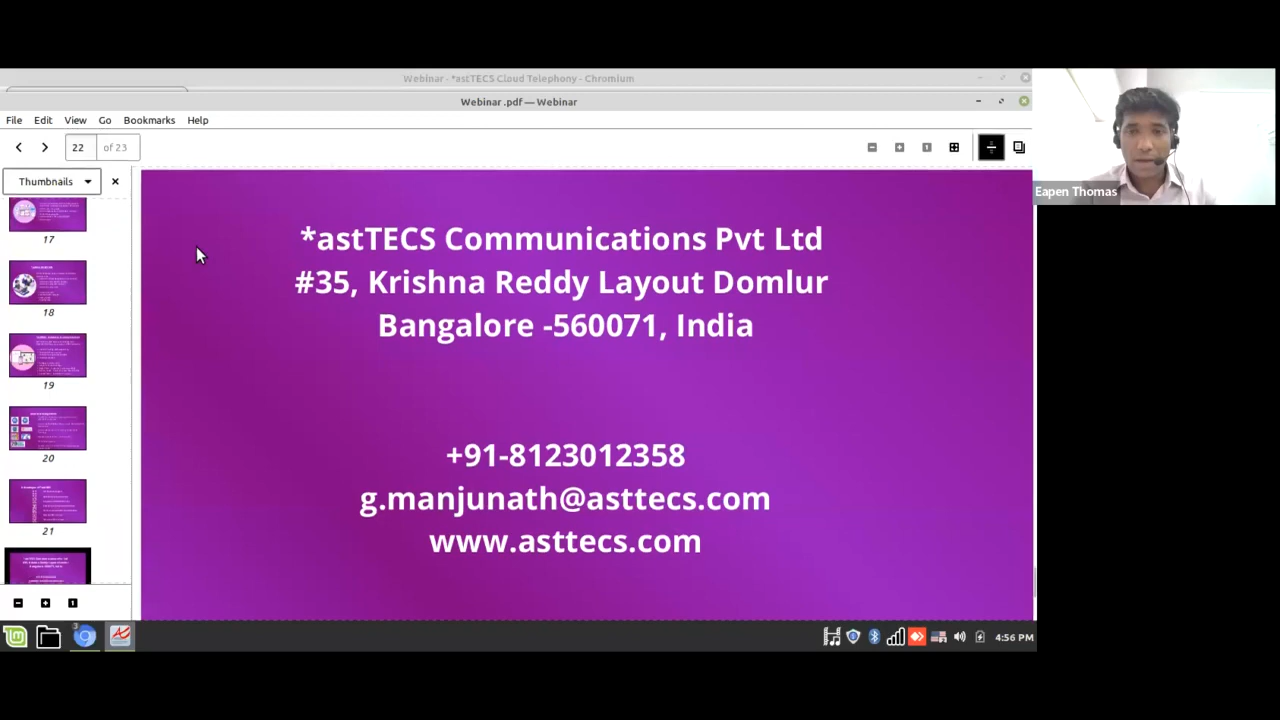 Webinar - *astTECS Cloud Telephony - Chromium
Webinar .pdf — Webinar
File Edit View Go Bookmarks Help
22 of 23
Thumbnails
17
18
19
20
21
*astTECS Communications Pvt Ltd
#35, Krishna Reddy Layout Domlur
Bangalore -560071, India
+91-8123012358
g.manjunath@asttecs.com
www.asttecs.com
Eapen Thomas
3
4:56 PM